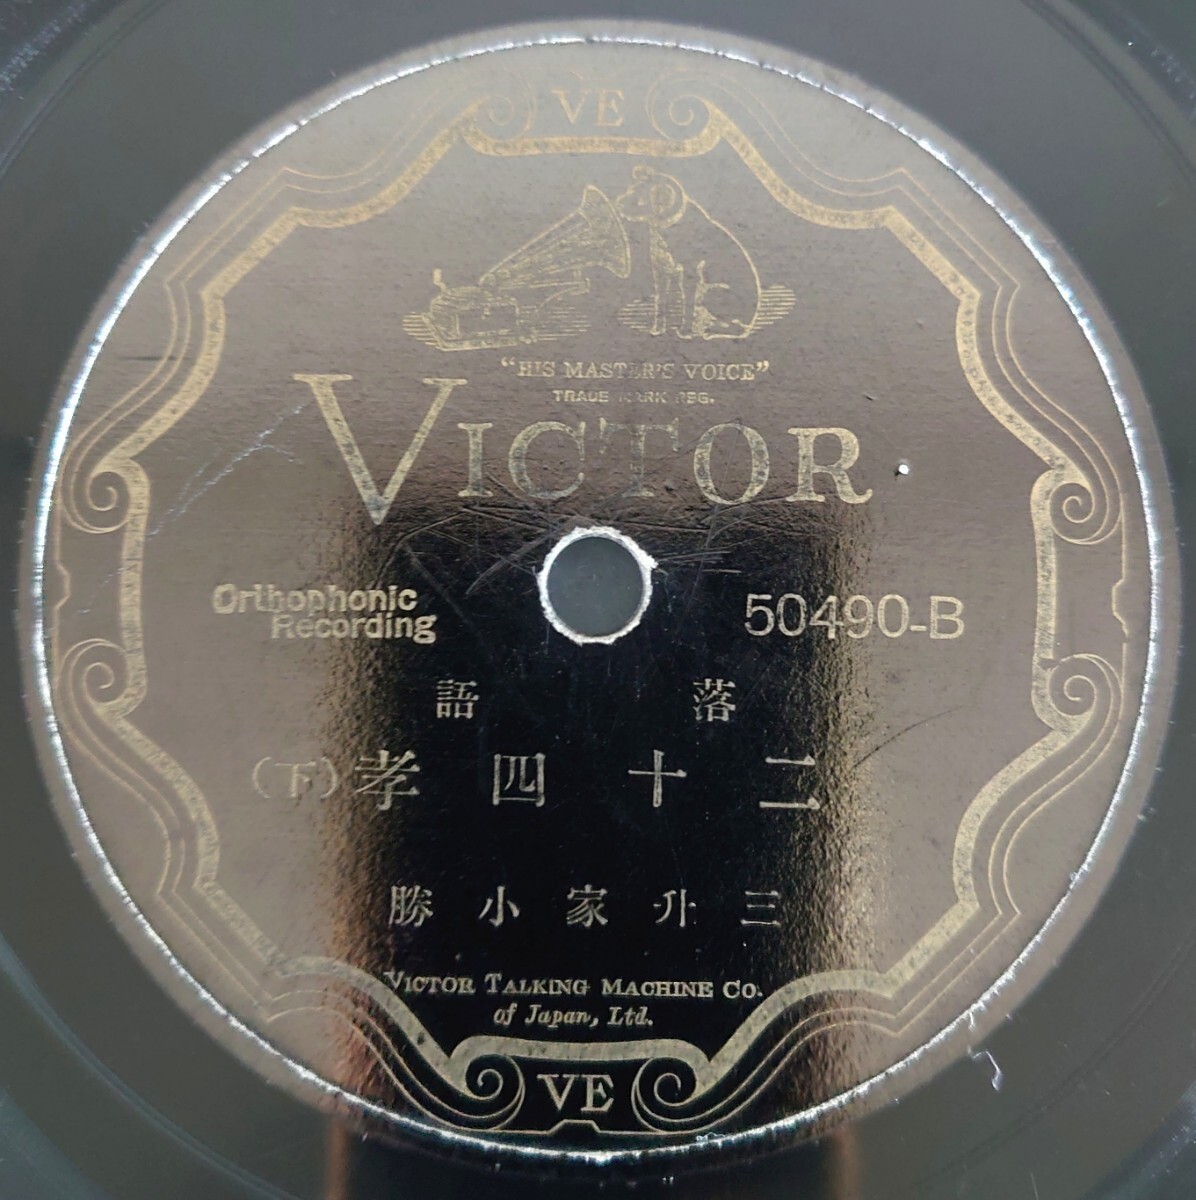 VE
“HIS MASTER'S VOICE”
TRADE MARK REG.
VICTOR
Orthophonic
Recording
50490-B
落語
二十四孝(下)
三升家小勝
VICTOR TALKING MACHINE CO.
of Japan, Ltd.
VE